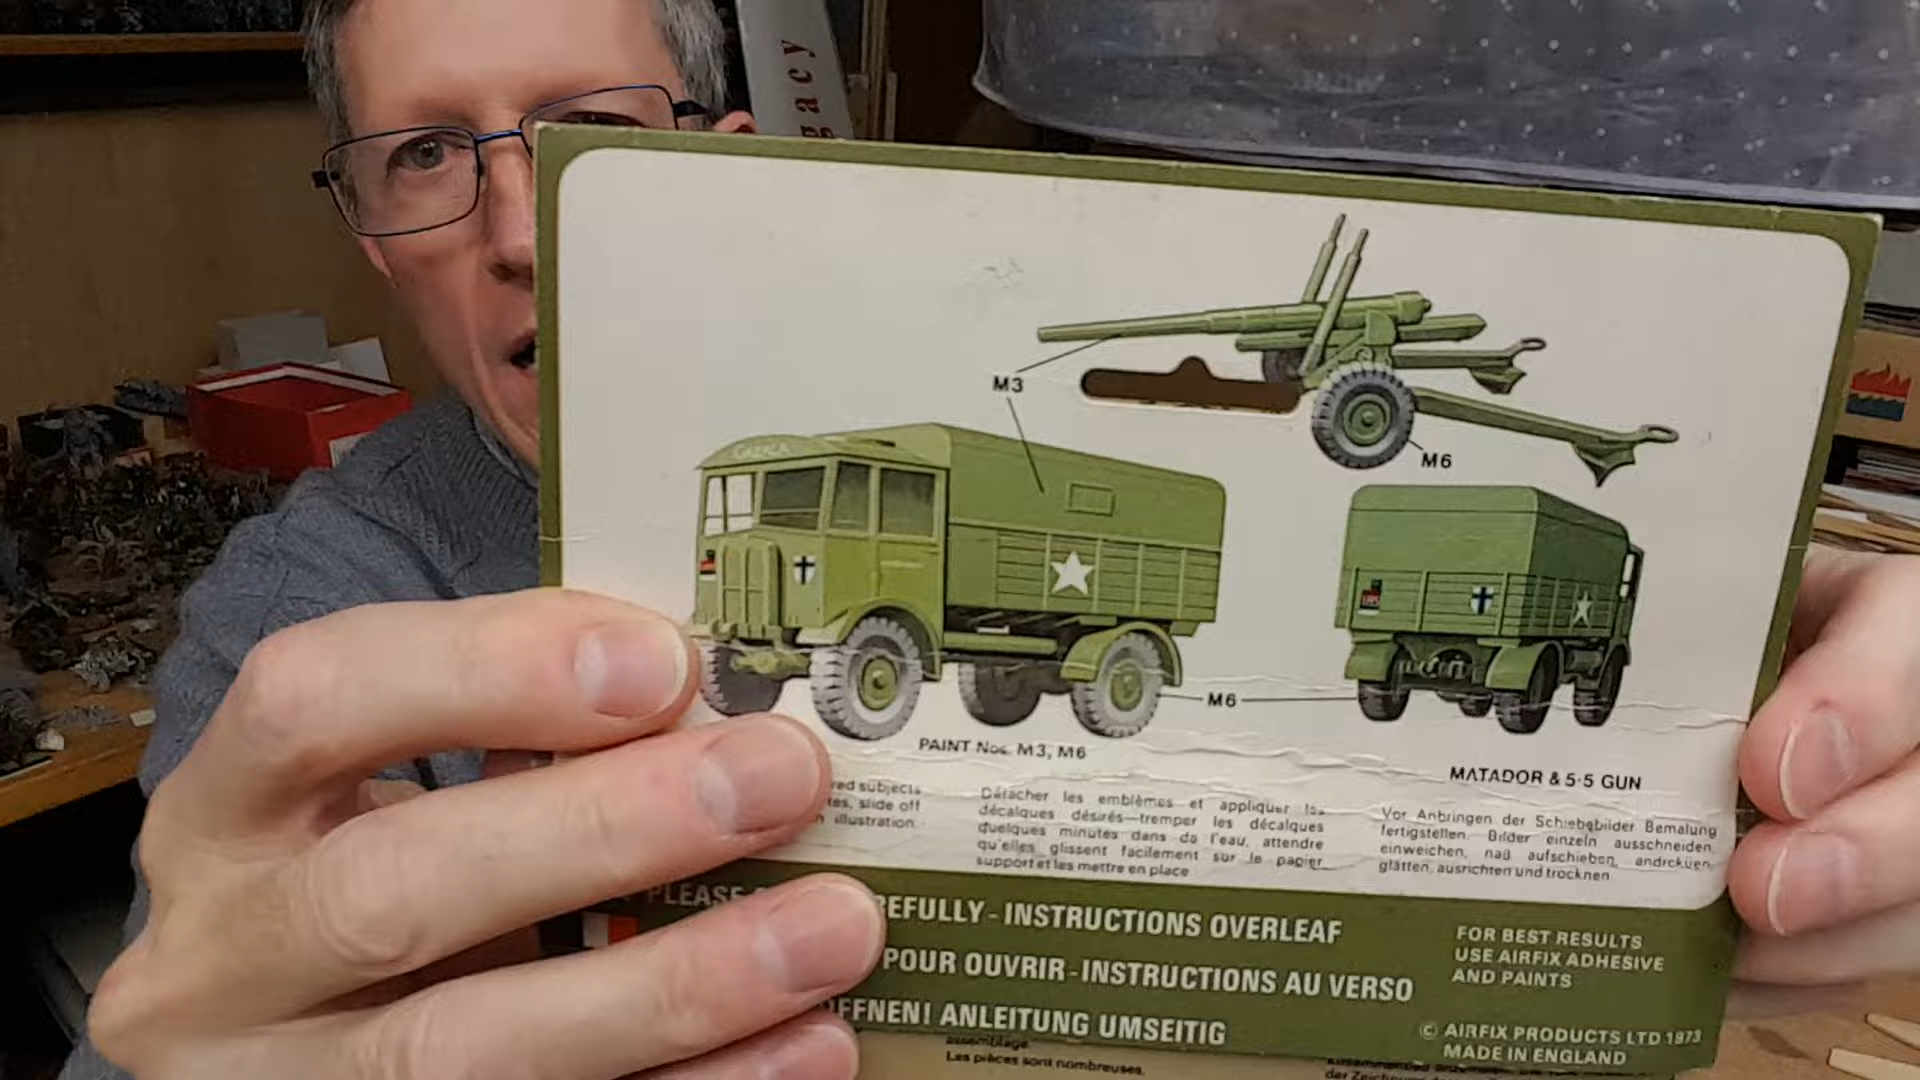 gacy
M3
M6
M6
PAINT Nos. M3, M6
MATADOR & 5·5 GUN
red subjects
tes, slide off
illustration.
Détacher les emblèmes et appliquer les
décalques désirés—tremper les décalques
quelques minutes dans de l'eau, attendre
qu'elles glissent facilement sur le papier
support et les mettre en place
Vor Anbringen der Schiebebilder Bemalung
fertigstellen. Bilder einzeln ausschneiden,
einweichen, naß aufschieben, andrücken,
glätten, ausrichten und trocknen
PLEASE
REFULLY - INSTRUCTIONS OVERLEAF
POUR OUVRIR - INSTRUCTIONS AU VERSO
ÖFFNEN! ANLEITUNG UMSEITIG
FOR BEST RESULTS
USE AIRFIX ADHESIVE
AND PAINTS
© AIRFIX PRODUCTS LTD 1973
MADE IN ENGLAND
assemblage.
Les pièces sont nombreuses.
der